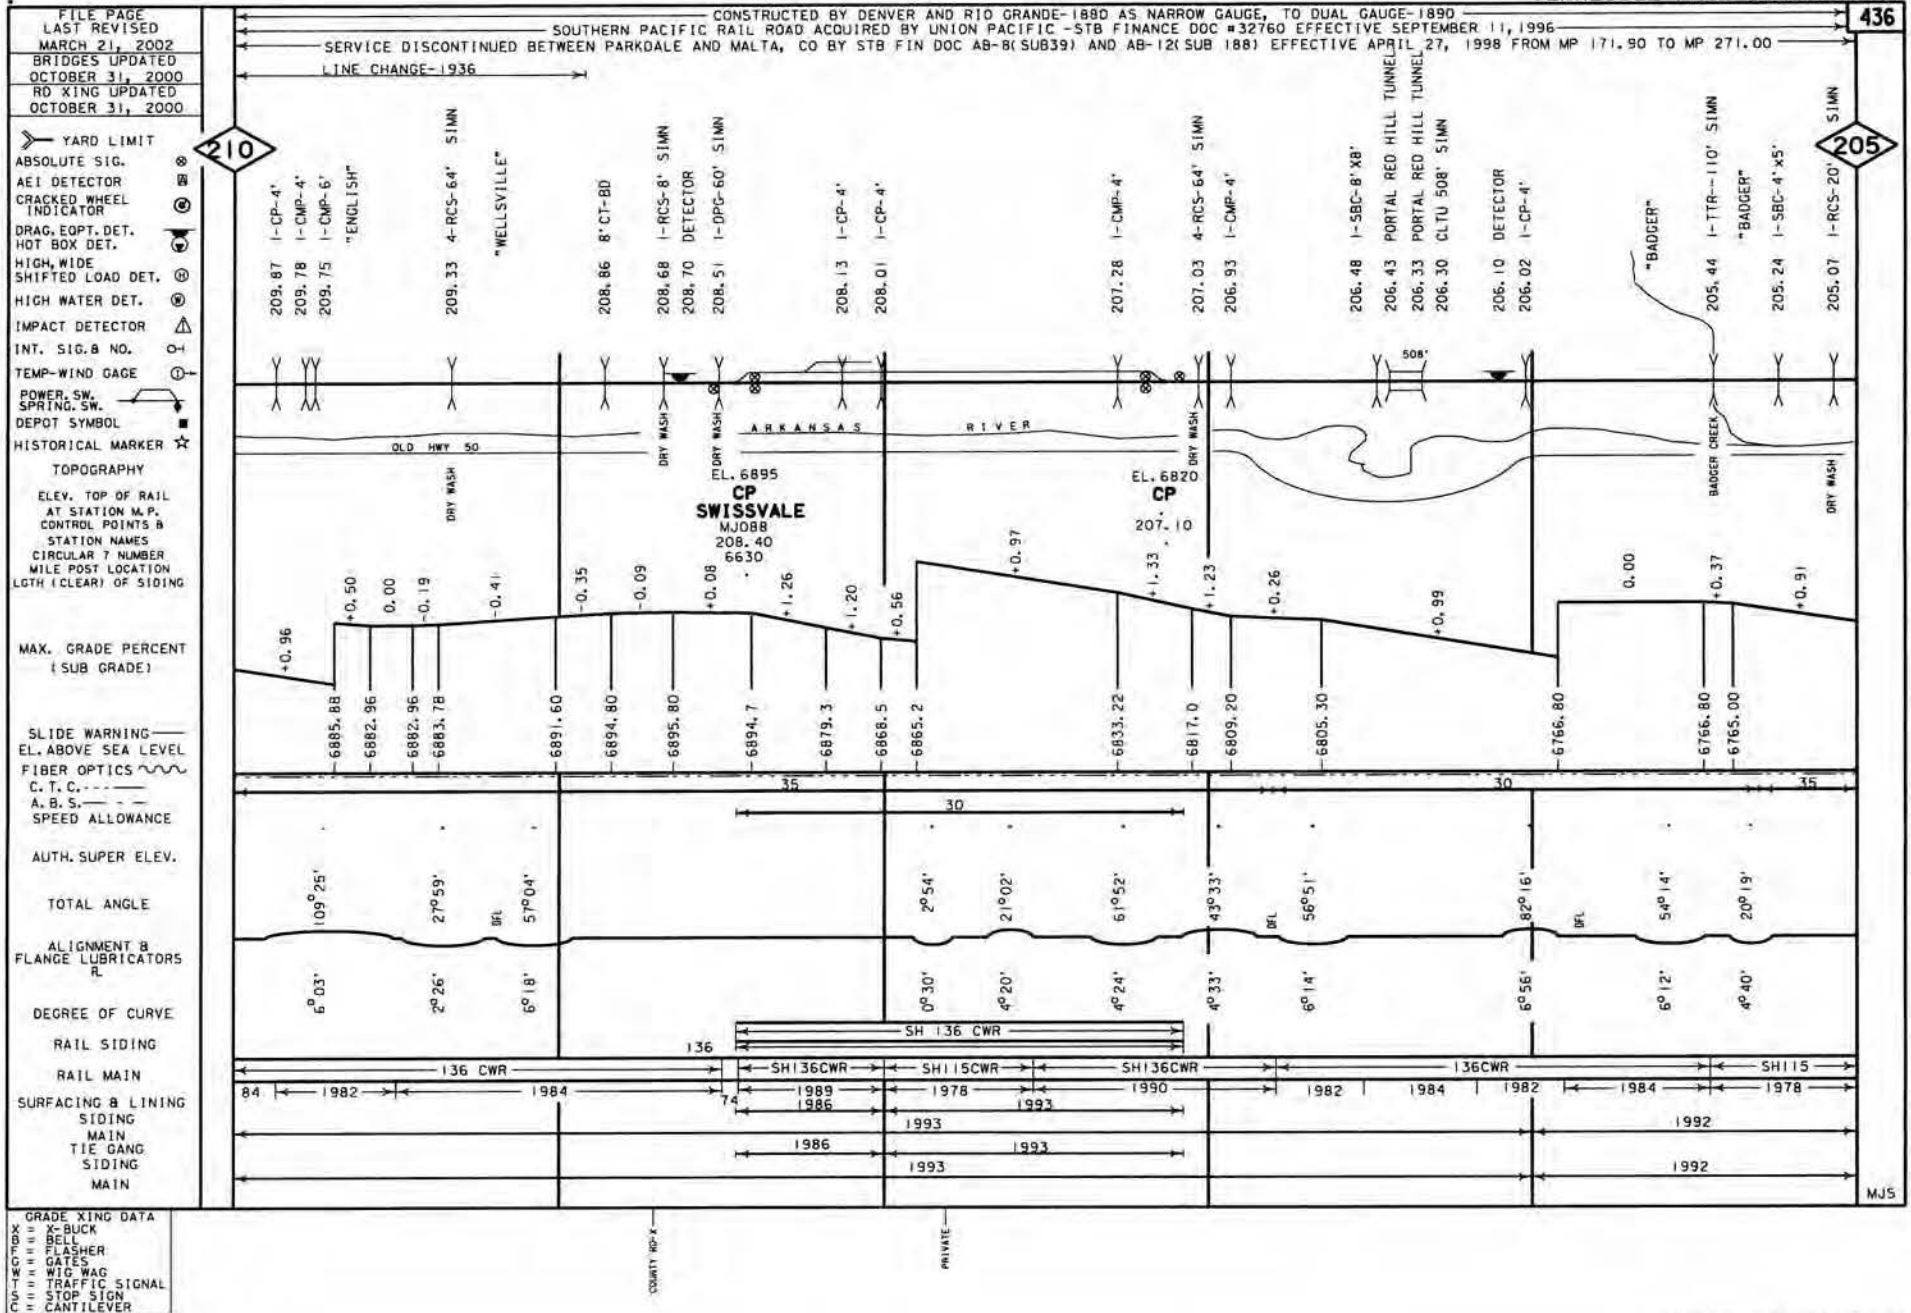 FILE PAGE
LAST REVISED
MARCH 21, 2002
BRIDGES UPDATED
OCTOBER 31, 2000
RD XING UPDATED
OCTOBER 31, 2000
CONSTRUCTED BY DENVER AND RIO GRANDE-1880 AS NARROW GAUGE, TO DUAL GAUGE-1890
SOUTHERN PACIFIC RAIL ROAD ACQUIRED BY UNION PACIFIC -STB FINANCE DOC #32760 EFFECTIVE SEPTEMBER 11, 1996
SERVICE DISCONTINUED BETWEEN PARKDALE AND MALTA, CO BY STB FIN DOC AB-8(SUB39) AND AB-12(SUB 188) EFFECTIVE APRIL 27, 1998 FROM MP 171.90 TO MP 271.00
LINE CHANGE-1936
436
210
205
YARD LIMIT
ABSOLUTE SIG.
AEI DETECTOR
CRACKED WHEEL
INDICATOR
DRAG. EQPT. DET.
HOT BOX DET.
HIGH, WIDE
SHIFTED LOAD DET.
HIGH WATER DET.
IMPACT DETECTOR
INT. SIG.& NO.
TEMP-WIND GAGE
POWER. SW.
SPRING. SW.
DEPOT SYMBOL
HISTORICAL MARKER
TOPOGRAPHY
ELEV. TOP OF RAIL
AT STATION M.P.
CONTROL POINTS &
STATION NAMES
CIRCULAR 7 NUMBER
MILE POST LOCATION
LGTH (CLEAR) OF SIDING
MAX. GRADE PERCENT
(SUB GRADE)
SLIDE WARNING
EL. ABOVE SEA LEVEL
FIBER OPTICS
C. T. C.
A. B. S.
SPEED ALLOWANCE
AUTH. SUPER ELEV.
TOTAL ANGLE
ALIGNMENT &
FLANGE LUBRICATORS
FL
DEGREE OF CURVE
RAIL SIDING
RAIL MAIN
SURFACING & LINING
SIDING
MAIN
TIE GANG
SIDING
MAIN
209.87 1-CP-4'
209.78 1-CMP-4'
209.75 1-CMP-6'
"ENGLISH"
209.33 4-RCS-64' SIMN
"WELLSVILLE"
208.86 8'CT-BD
208.68 1-RCS-8' SIMN
208.70 DETECTOR
208.51 1-DPG-60' SIMN
208.13 1-CP-4'
208.01 1-CP-4'
207.28 1-CMP-4'
207.03 4-RCS-64' SIMN
206.93 1-CMP-4'
206.48 1-SBC-8'X8'
206.43 PORTAL RED HILL TUNNEL
206.33 PORTAL RED HILL TUNNEL
206.30 CLTU 508' SIMN
206.10 DETECTOR
206.02 1-CP-4'
"BADGER"
205.44 1-TTR--110' SIMN
"BADGER"
205.24 1-SBC-4'x5'
205.07 1-RCS-20' SIMN
508'
OLD HWY 50
DRY WASH
DRY WASH
DRY WASH
ARKANSAS RIVER
DRY WASH
BADGER CREEK
DRY WASH
EL. 6895
CP
SWISSVALE
MJ088
208.40
6630
EL. 6820
CP
207.10
+0.96
+0.50
0.00
-0.19
-0.41
-0.35
-0.09
+0.08
+1.26
+1.20
+0.56
+0.97
+1.33
+1.23
+0.26
+0.99
0.00
+0.37
+0.91
6885.88
6882.96
6882.96
6883.78
6891.60
6894.80
6895.80
6894.7
6879.3
6868.5
6865.2
6833.22
6817.0
6809.20
6805.30
6766.80
6766.80
6765.00
35
30
35
30
109°25'
27°59'
DFL
57°04'
2°54'
21°02'
61°52'
43°33'
DFL
56°51'
82°16'
DFL
54°14'
20°19'
6°03'
2°26'
6°18'
0°30'
4°20'
4°24'
4°33'
6°14'
6°56'
6°12'
4°40'
SH 136 CWR
136
136 CWR
SH136CWR
SH115CWR
SH136CWR
136CWR
SH115
84
1982
1984
74
1989
1978
1990
1982
1984
1982
1984
1978
1986
1993
1993
1992
1986
1993
1993
1992
MJS
GRADE XING DATA
X = X-BUCK
B = BELL
F = FLASHER
G = GATES
W = WIG WAG
T = TRAFFIC SIGNAL
S = STOP SIGN
C = CANTILEVER
COUNTY RD-X
PRIVATE